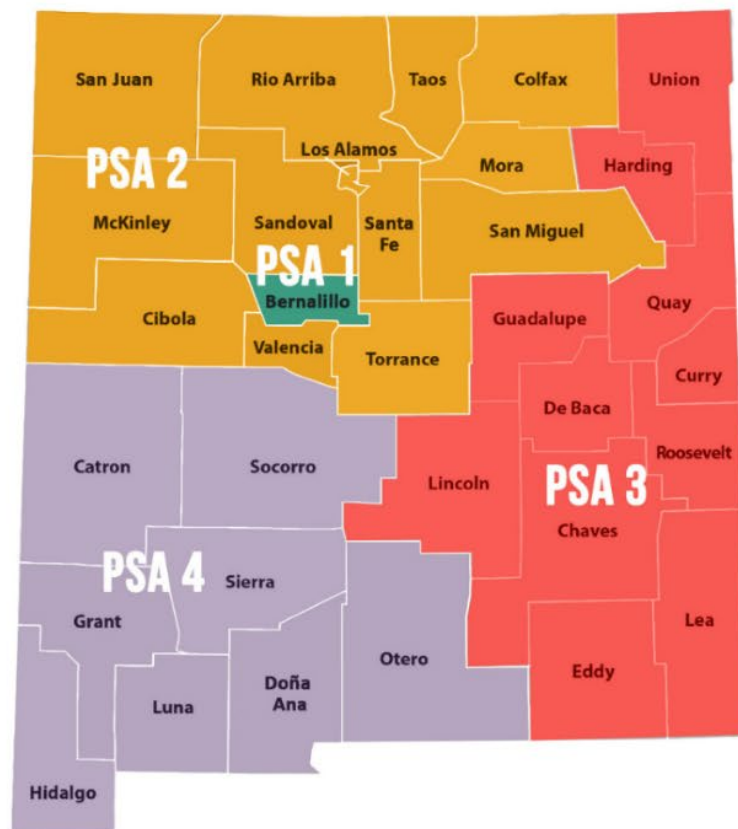 San Juan
Rio Arriba
Taos
Colfax
Union
Los Alamos
PSA 2
Mora
Harding
McKinley
Sandoval
Santa
Fe
San Miguel
PSA 1
Bernalillo
Cibola
Valencia
Torrance
Guadalupe
Quay
Curry
De Baca
Roosevelt
Catron
Socorro
Lincoln
PSA 3
Chaves
PSA 4
Sierra
Grant
Lea
Otero
Eddy
Doña
Ana
Luna
Hidalgo